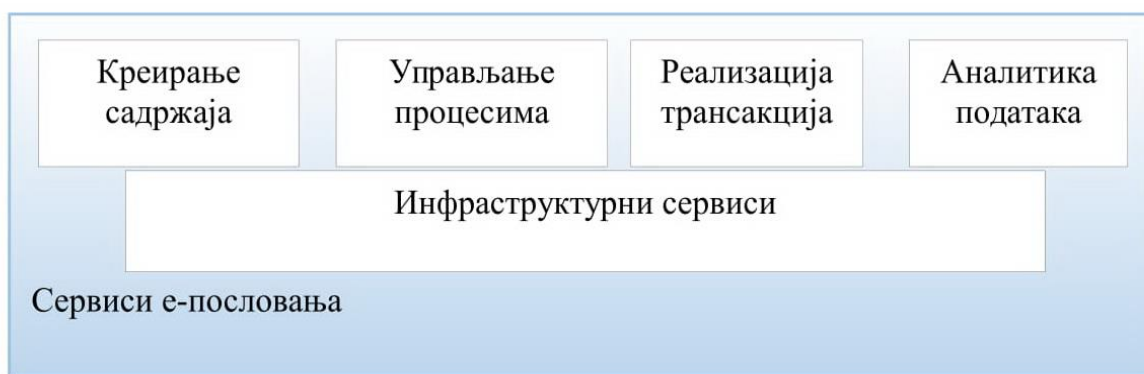 Креирање
садржаја
Управљање
процесима
Реализација
трансакција
Аналитика
података
Инфраструктурни сервиси
Сервиси е-пословања